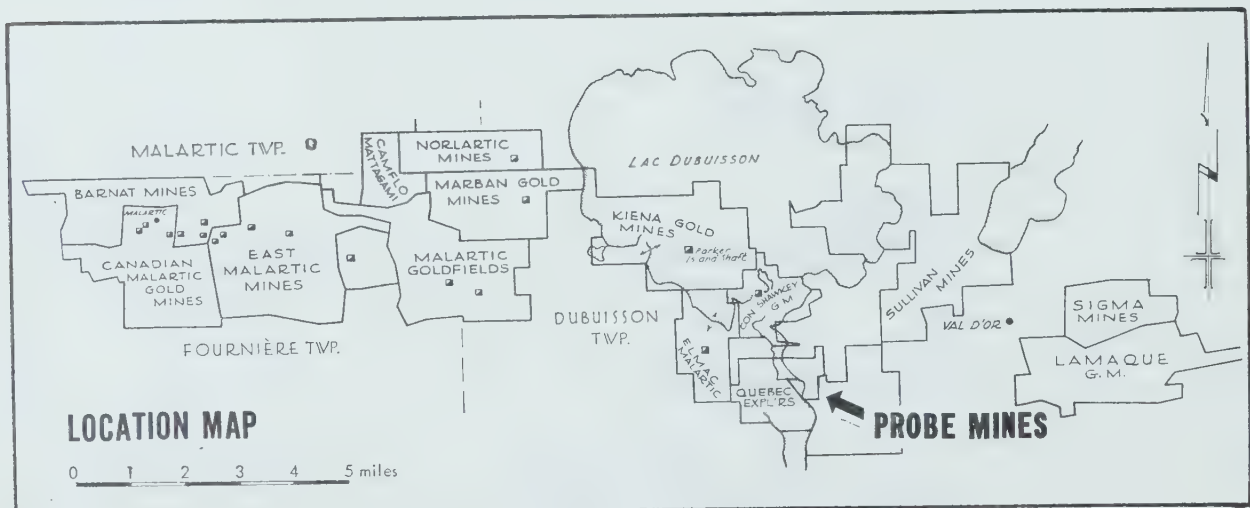 MALARTIC TWP.
BARNAT MINES
MALARTIC
CANADIAN
MALARTIC
GOLD
MINES
EAST
MALARTIC
MINES
FOURNIÈRE TWP.
CAMFLO
MATTAGAMI
NORLARTIC
MINES
MARBAN GOLD
MINES
MALARTIC
GOLDFIELDS
LAC DUBUISSON
KIENA GOLD
MINES
Parker
Island Shaft
CON SHAWKEY
G.M.
DUBUISSON
TWP.
ELMAC
MALARTIC
QUEBEC
EXPL'RS
SULLIVAN MINES
VAL D'OR
SIGMA
MINES
LAMAQUE
G.M.
PROBE MINES
LOCATION MAP
0 1 2 3 4 5 miles